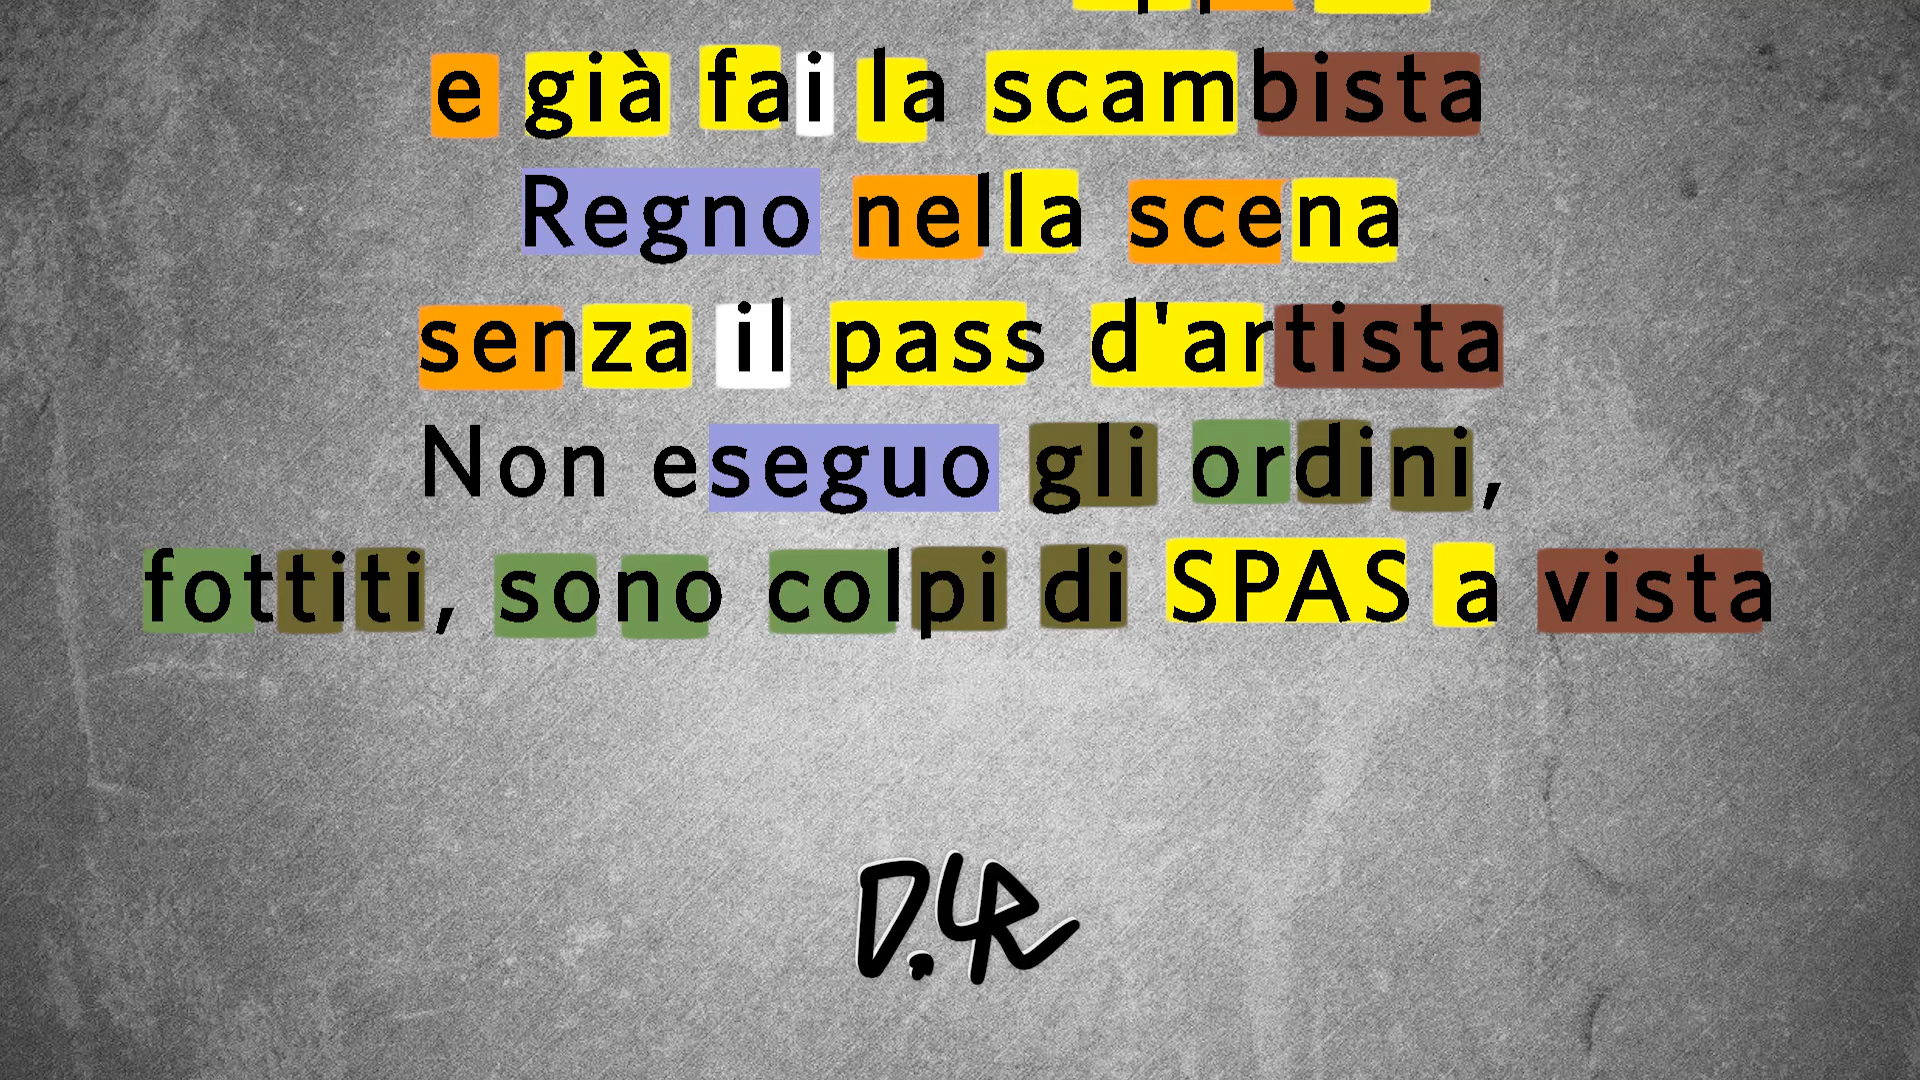 e già fai la scambista
Regno nella scena
senza il pass d'artista
Non eseguo gli ordini,
fottiti, sono colpi di SPAS a vista